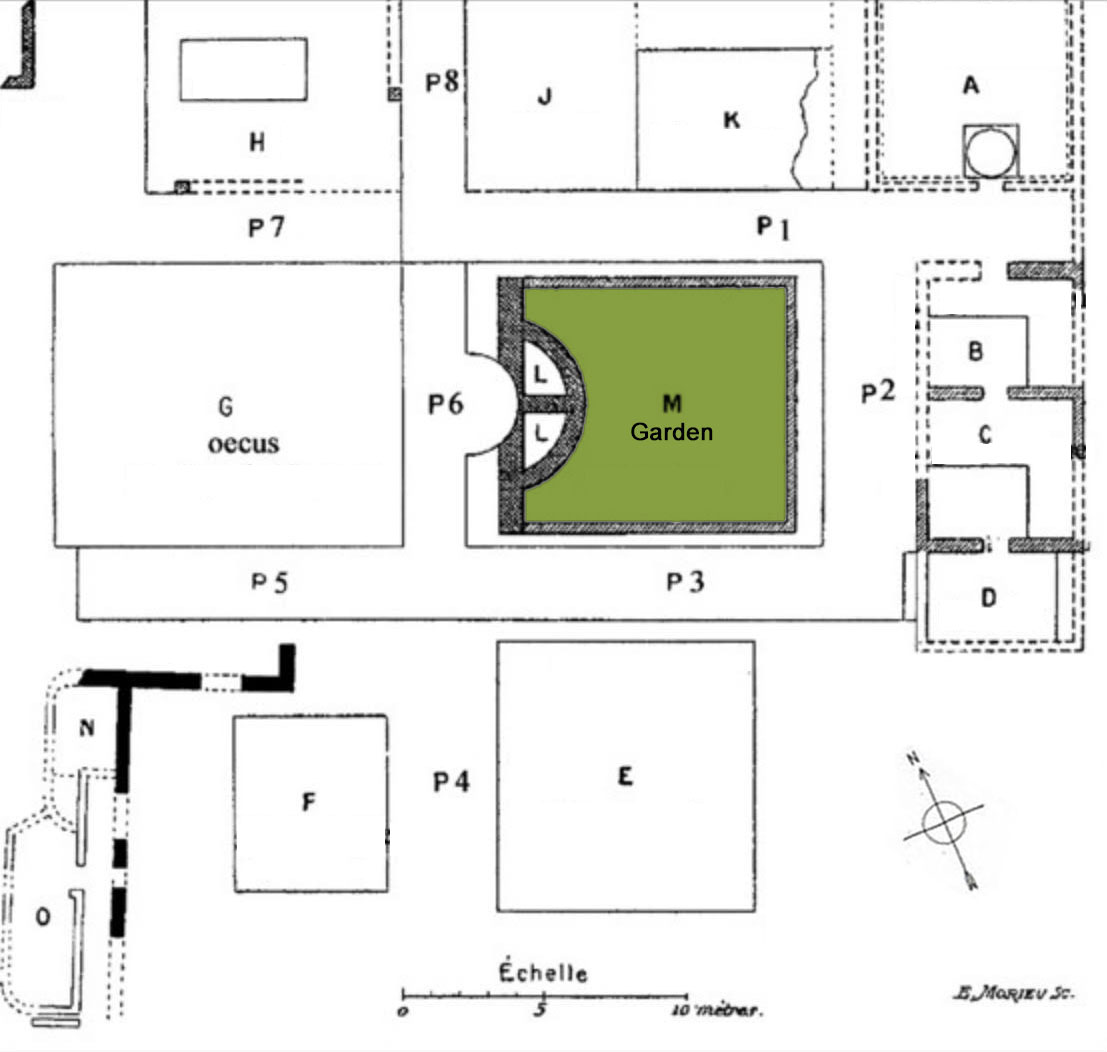 P8
J
K
A
H
P7
P1
B
G
oecus
P6
L
L
M
Garden
P2
C
P5
P3
D
N
F
P4
E
O
N
Échelle
0 5 10 mètres.
E. MORIEU Sc.